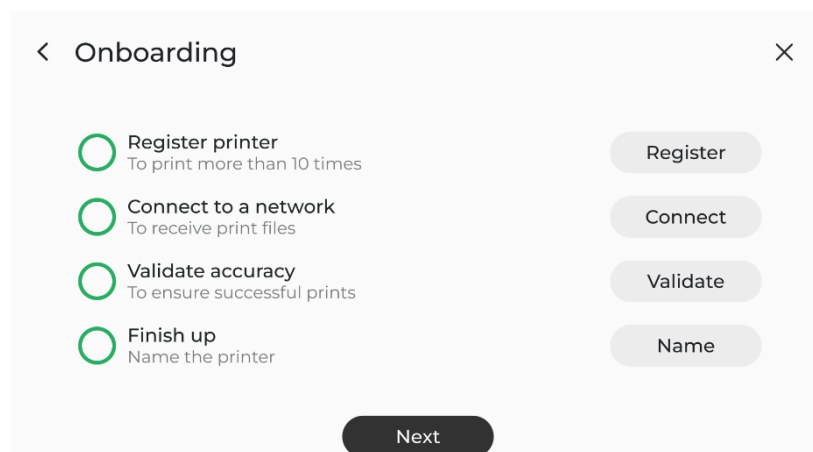 Onboarding
Register printer
To print more than 10 times
Register
Connect to a network
To receive print files
Connect
Validate accuracy
To ensure successful prints
Validate
Finish up
Name the printer
Name
Next